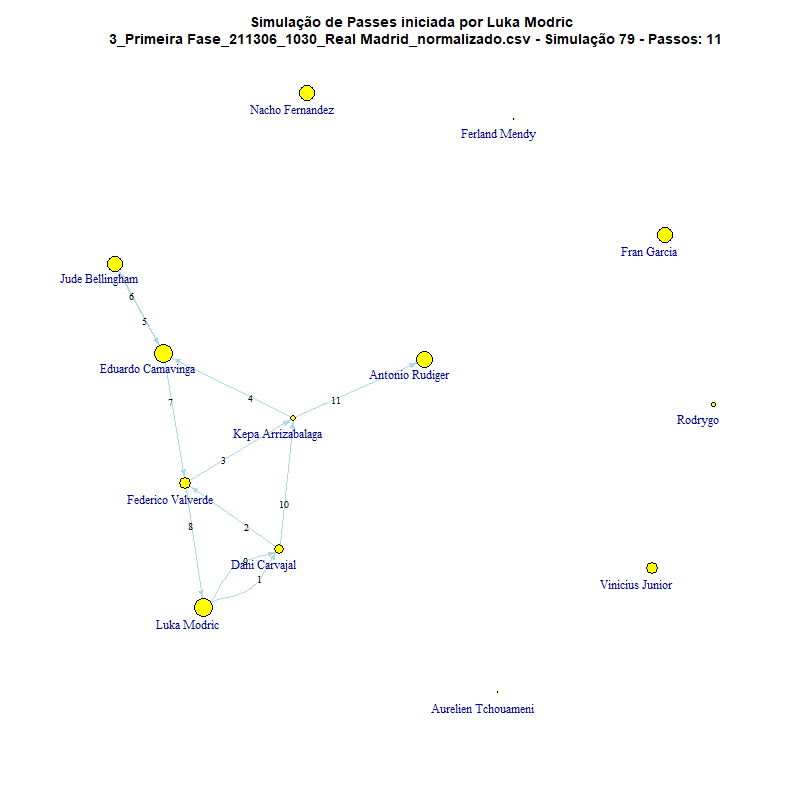 Simulação de Passes iniciada por Luka Modric
3_Primeira Fase_211306_1030_Real Madrid_normalizado.csv - Simulação 79 - Passos: 11
Nacho Fernandez
Ferland Mendy
Fran Garcia
Jude Bellingham
6
5
Eduardo Camavinga
Antonio Rudiger
7
4
11
Rodrygo
Kepa Arrizabalaga
3
Federico Valverde
10
8
2
Dani Carvajal
9
1
Vinicius Junior
Luka Modric
Aurelien Tchouameni